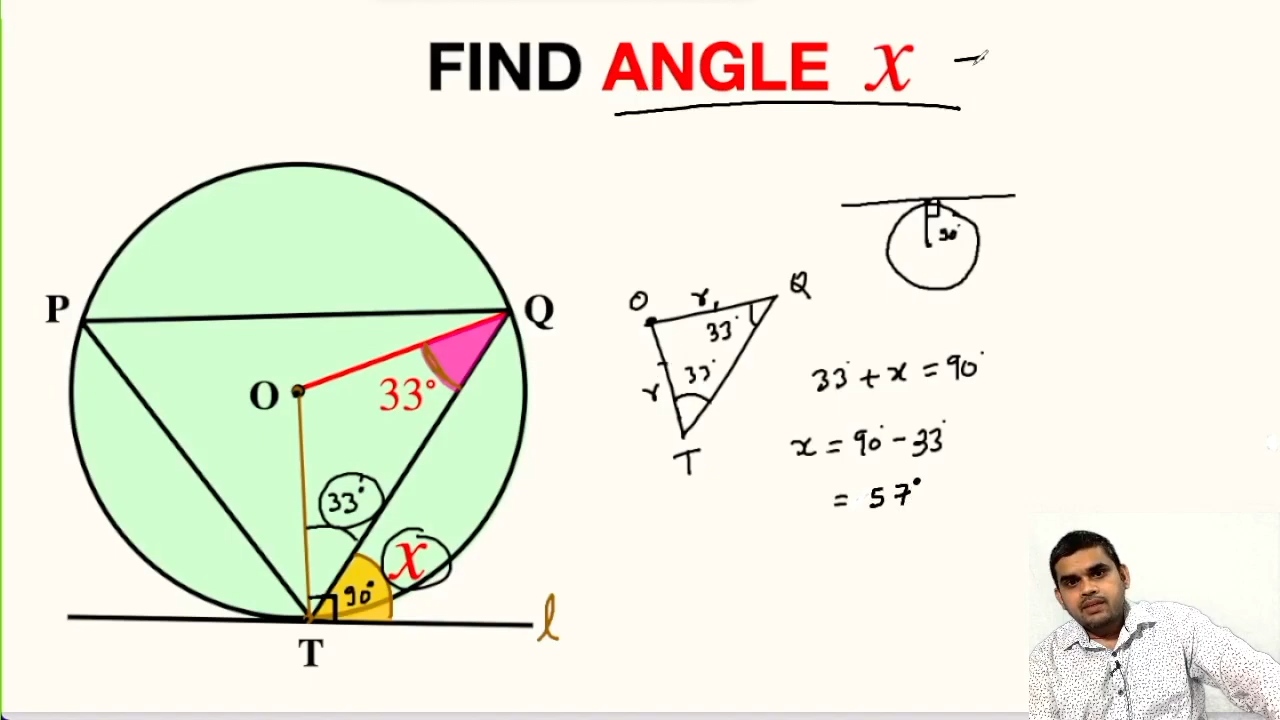 FIND ANGLE x -
90°
P
Q
O
33°
33°
x
90°
T
l
O
r,
Q
33°
r
33°
T
33° + x = 90°
x = 90° - 33°
= 57°